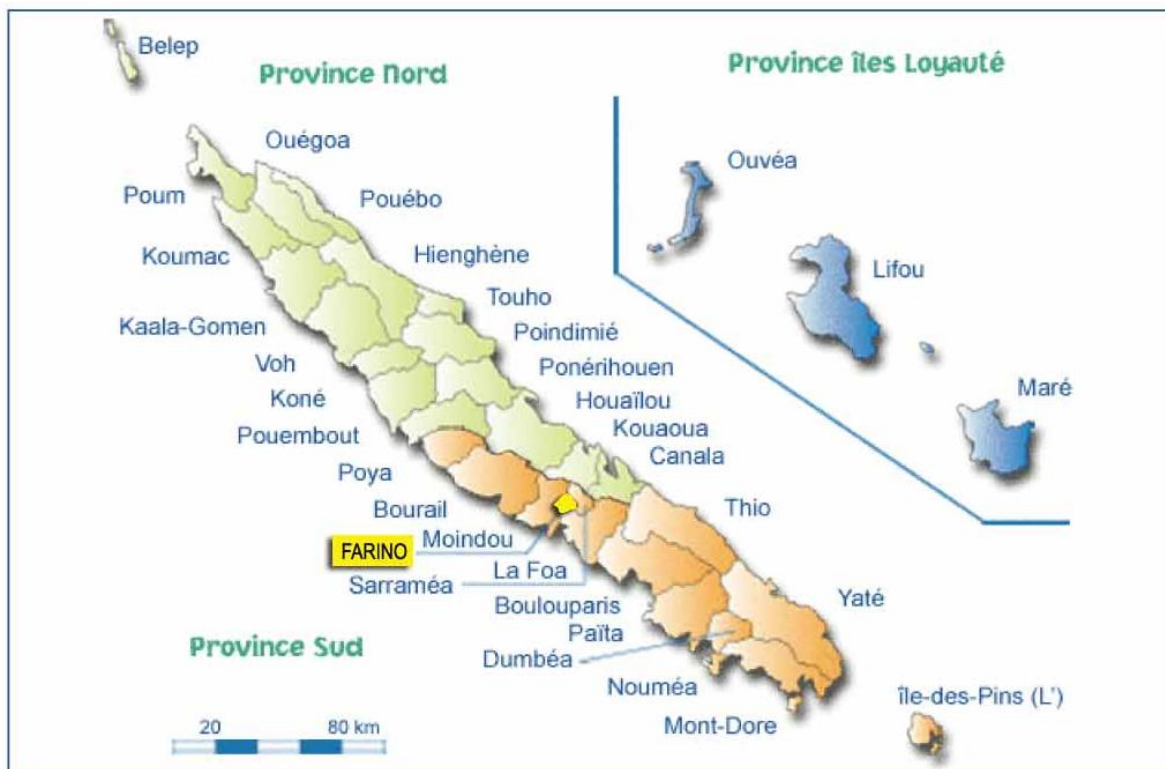 Belep
Province Nord
Province îles Loyauté
Ouégoa
Ouvéa
Poum
Pouébo
Koumac
Hienghène
Lifou
Touho
Kaala-Gomen
Poindimié
Voh
Ponérihouen
Koné
Houaïlou
Maré
Pouembout
Kouaoua
Canala
Poya
Bourail
Thio
FARINO
Moindou
Sarraméa
La Foa
Boulouparis
Yaté
Païta
Province Sud
Dumbéa
Nouméa
île-des-Pins (L')
Mont-Dore
20 80 km